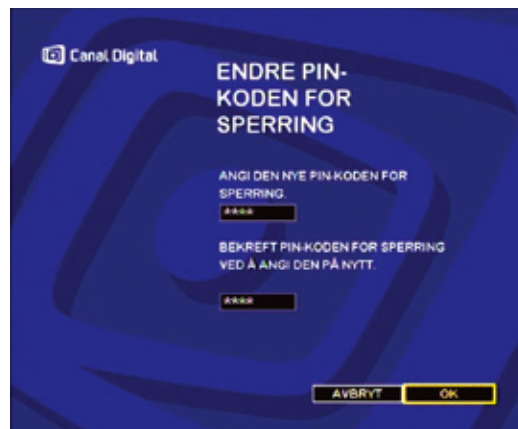 Canal Digital
ENDRE PIN-
KODEN FOR
SPERRING
ANGI DEN NYE PIN-KODEN FOR
SPERRING.
****
BEKREFT PIN-KODEN FOR SPERRING
VED Å ANGI DEN PÅ NYTT.
****
AVBRYT OK